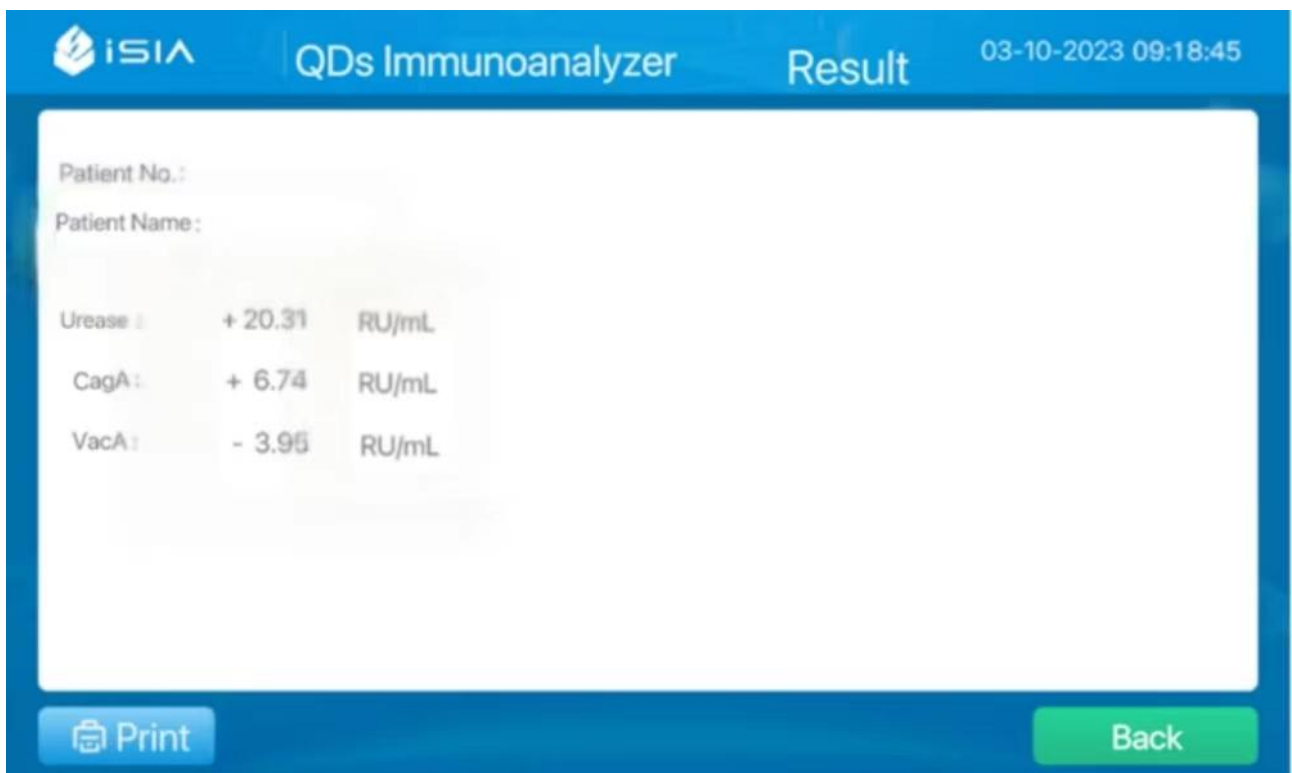 iSIA QDs Immunoanalyzer Result 03-10-2023 09:18:45
Patient No.:
Patient Name:
Urease : + 20.31 RU/mL
CagA: + 6.74 RU/mL
VacA: - 3.95 RU/mL
Print Back